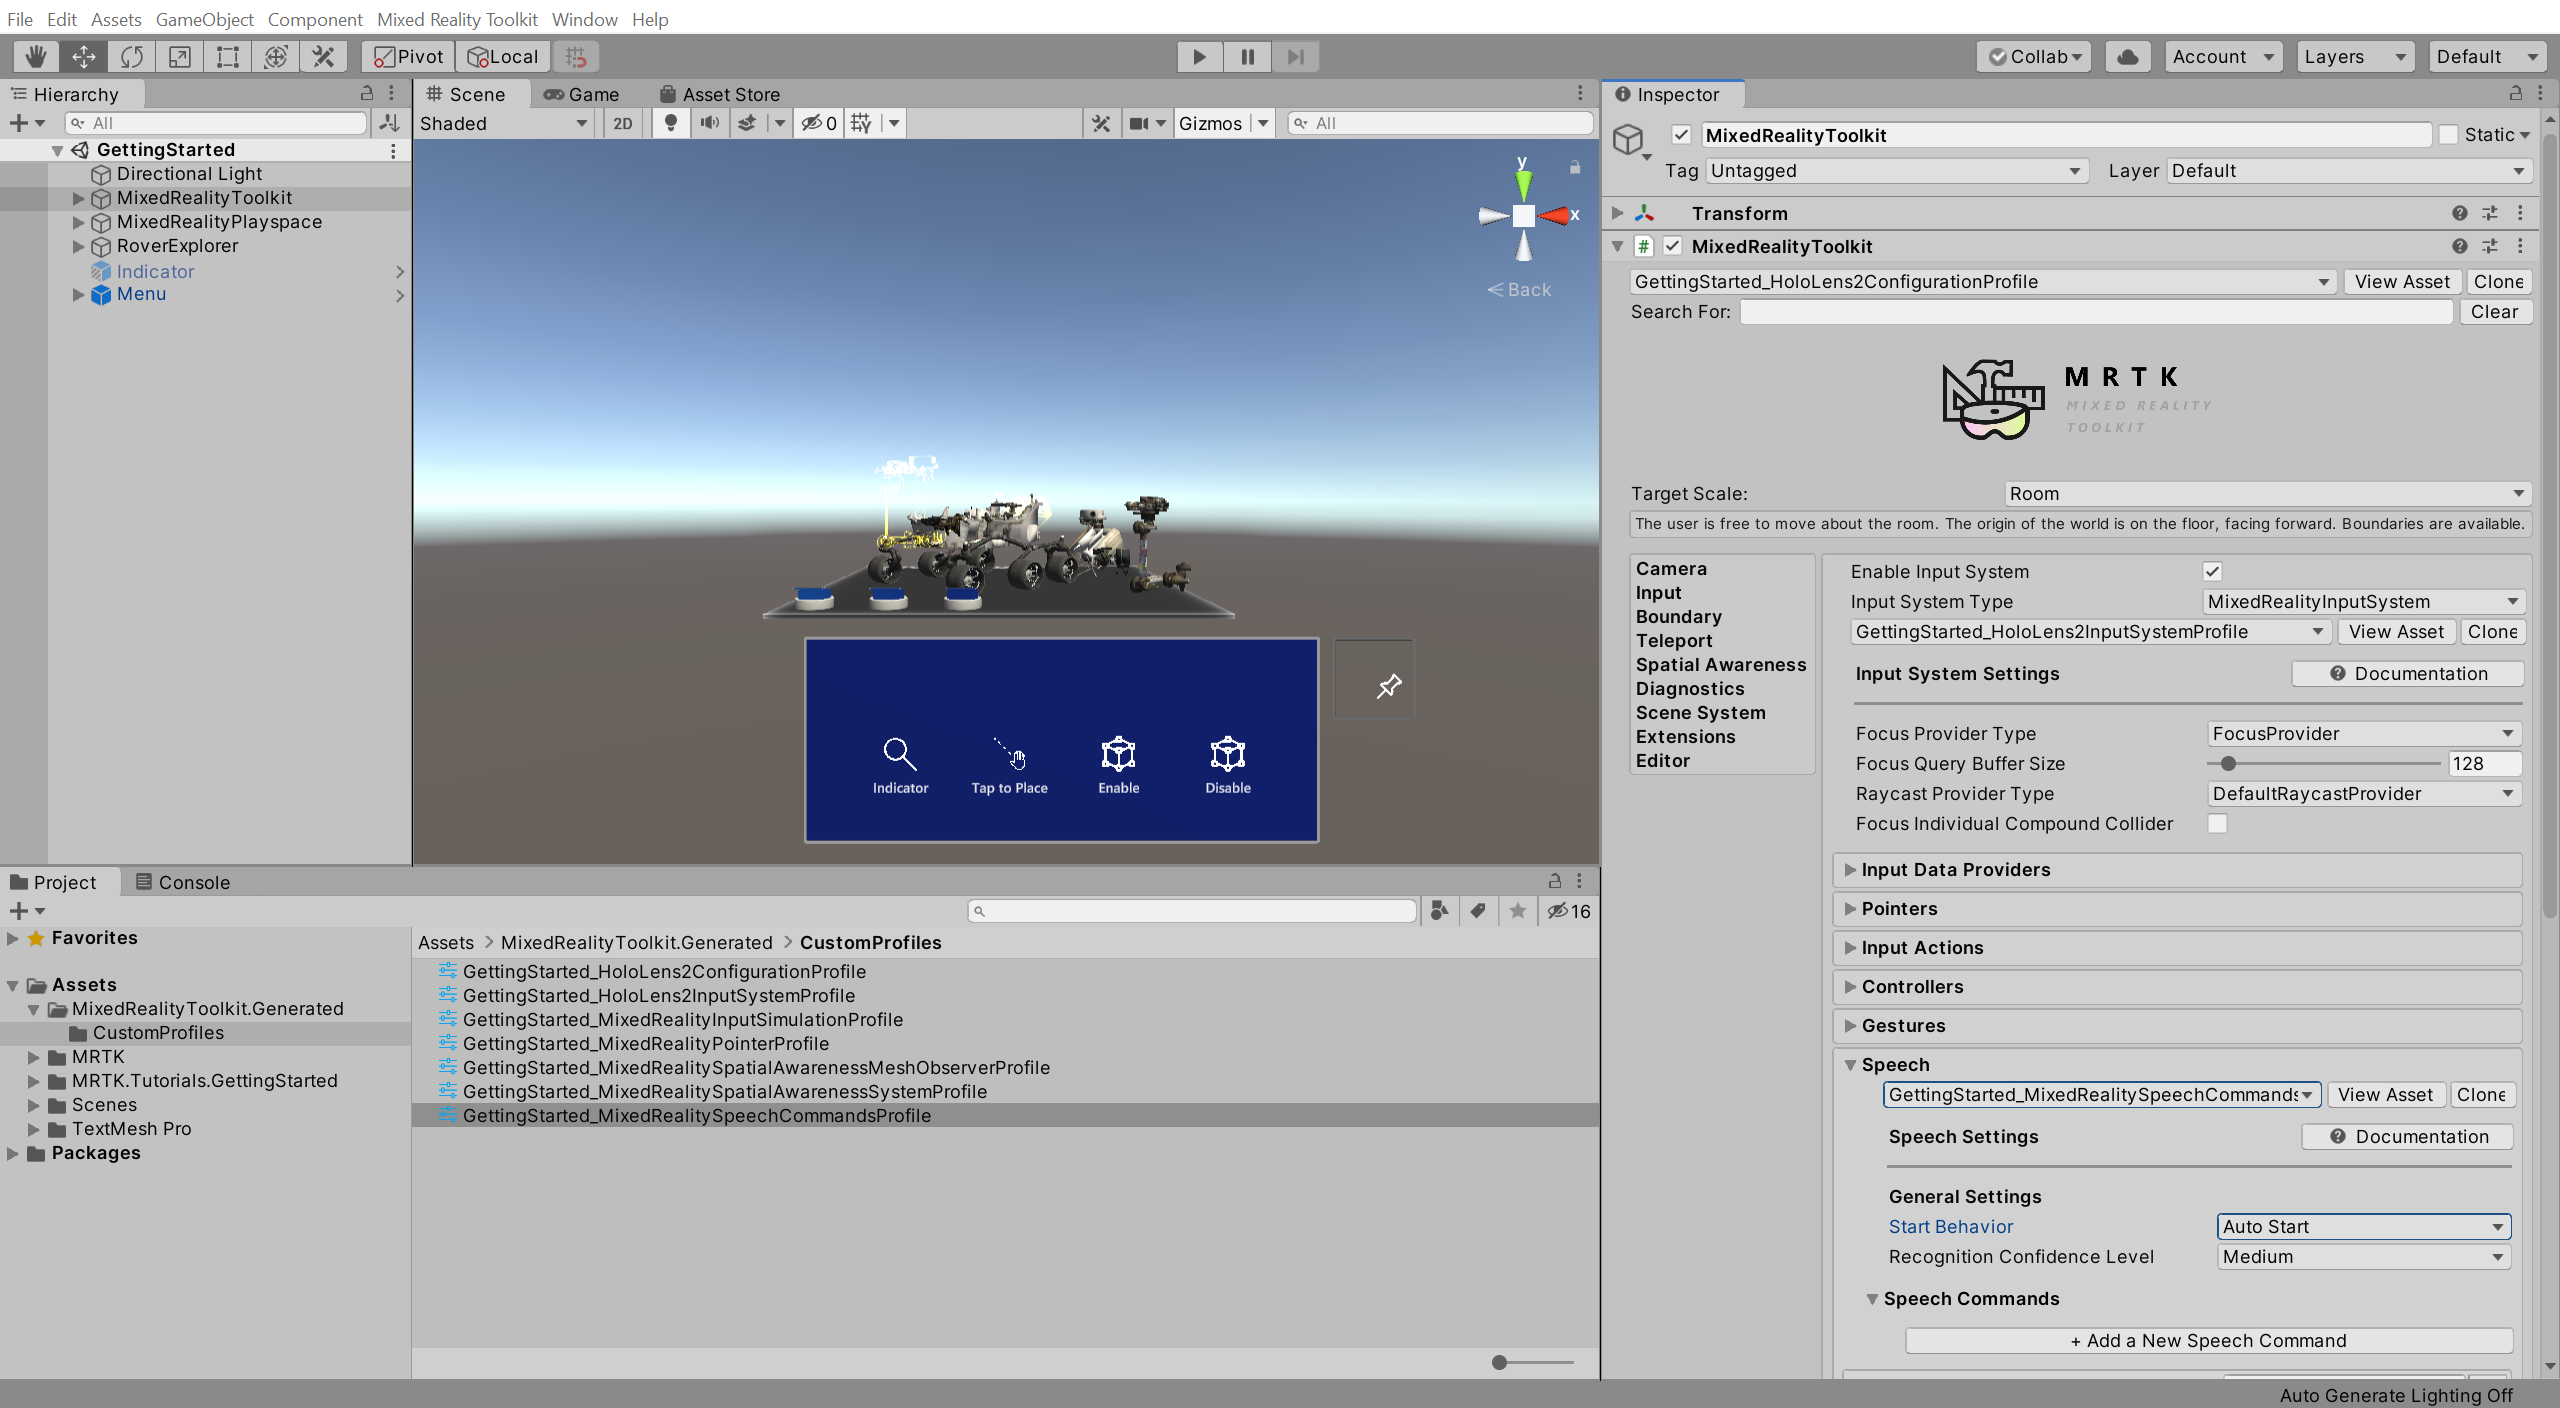 File Edit Assets GameObject Component Mixed Reality Toolkit Window Help
Pivot Local Collab Account Layers Default
Hierarchy
All
GettingStarted
Directional Light
MixedRealityToolkit
MixedRealityPlayspace
RoverExplorer
Indicator
Menu
Scene Game Asset Store
Shaded 2D 0 Gizmos All
y
x
Back
Indicator Tap to Place Enable Disable
Project Console
16
Favorites
Assets
MixedRealityToolkit.Generated
CustomProfiles
MRTK
MRTK.Tutorials.GettingStarted
Scenes
TextMesh Pro
Packages
Assets > MixedRealityToolkit.Generated > CustomProfiles
GettingStarted_HoloLens2ConfigurationProfile
GettingStarted_HoloLens2InputSystemProfile
GettingStarted_MixedRealityInputSimulationProfile
GettingStarted_MixedRealityPointerProfile
GettingStarted_MixedRealitySpatialAwarenessMeshObserverProfile
GettingStarted_MixedRealitySpatialAwarenessSystemProfile
GettingStarted_MixedRealitySpeechCommandsProfile
Inspector
MixedRealityToolkit Static
Tag Untagged Layer Default
Transform
# MixedRealityToolkit
GettingStarted_HoloLens2ConfigurationProfile View Asset Clone
Search For: Clear
MRTK
MIXED REALITY
TOOLKIT
Target Scale: Room
The user is free to move about the room. The origin of the world is on the floor, facing forward. Boundaries are available.
Camera
Input
Boundary
Teleport
Spatial Awareness
Diagnostics
Scene System
Extensions
Editor
Enable Input System
Input System Type MixedRealityInputSystem
GettingStarted_HoloLens2InputSystemProfile View Asset Clone
Input System Settings Documentation
Focus Provider Type FocusProvider
Focus Query Buffer Size 128
Raycast Provider Type DefaultRaycastProvider
Focus Individual Compound Collider
Input Data Providers
Pointers
Input Actions
Controllers
Gestures
Speech
GettingStarted_MixedRealitySpeechCommands View Asset Clone
Speech Settings Documentation
General Settings
Start Behavior Auto Start
Recognition Confidence Level Medium
Speech Commands
+ Add a New Speech Command
Auto Generate Lighting Off